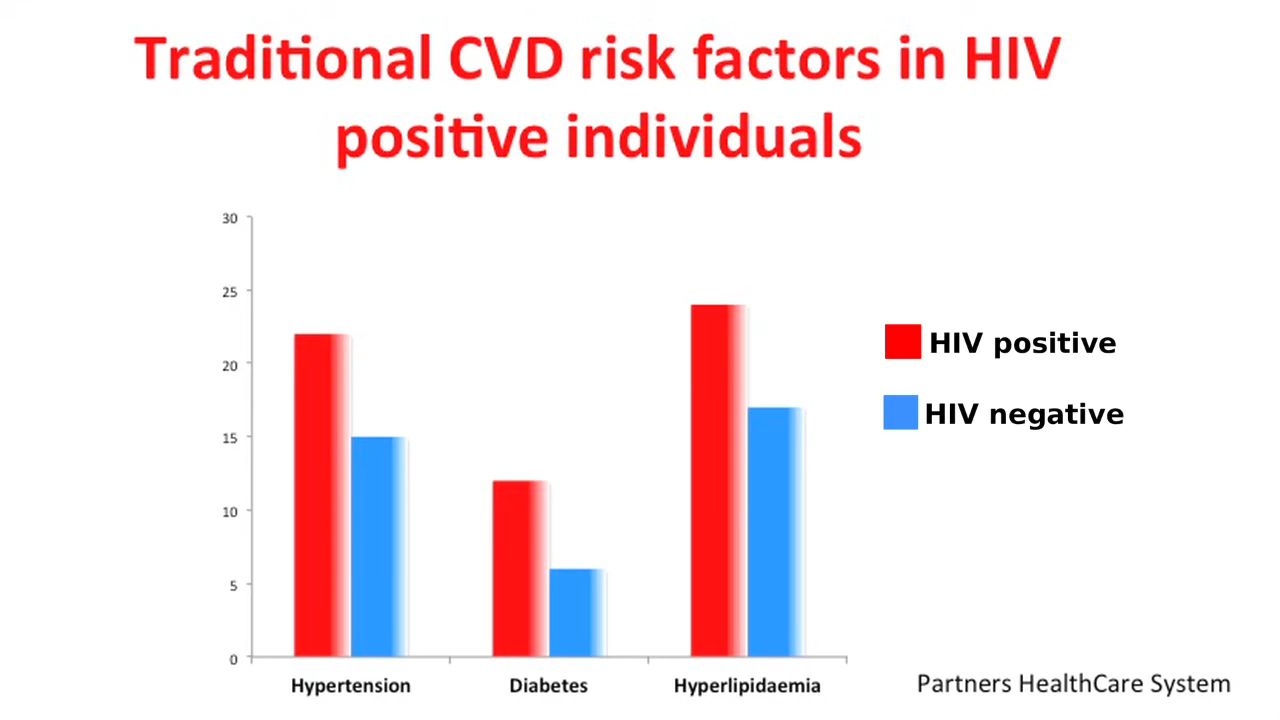 Traditional CVD risk factors in HIV
positive individuals
30
25
20
15
10
5
0
Hypertension
Diabetes
Hyperlipidaemia
HIV positive
HIV negative
Partners HealthCare System